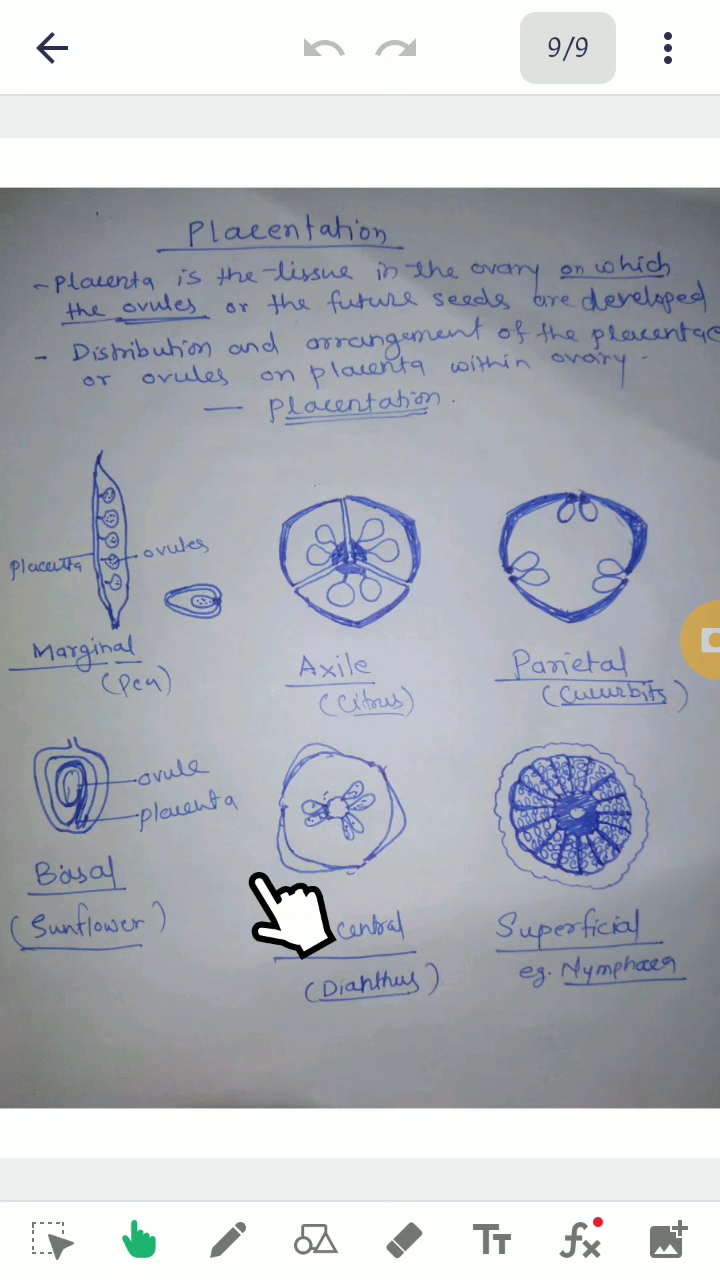 9/9
Placentation
- Placenta is the tissue in the ovary on which
the ovules or the future seeds are developed
- Distribution and arrangement of the placentae
or ovules on placenta within ovary -
— Placentation.
placenta
ovules
Marginal
(Pea)
Axile
(Citrus)
Parietal
(Cucurbits)
ovule
placenta
Basal
(Sunflower)
central
(Dianthus)
Superficial
eg. Nymphaea
Tт
fx